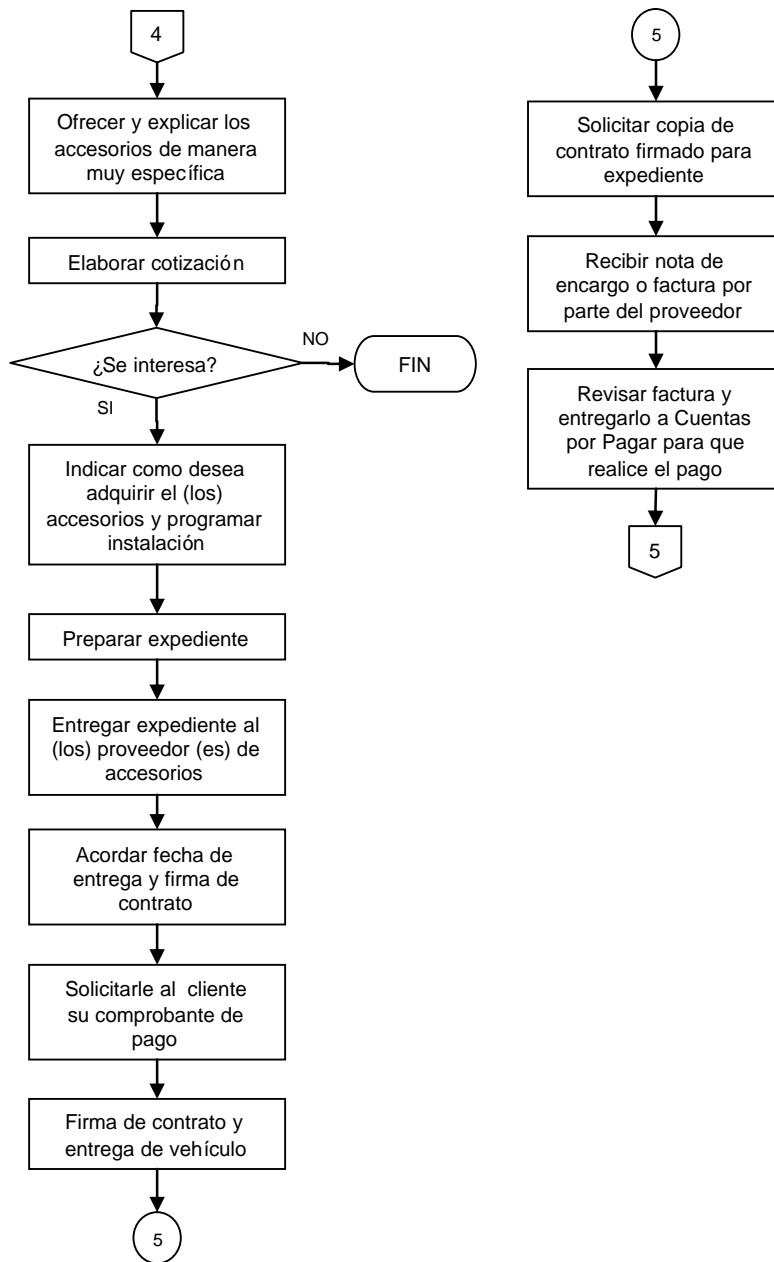 4
Ofrecer y explicar los
accesorios de manera
muy específica
Elaborar cotización
¿Se interesa?
NO
FIN
SI
Indicar como desea
adquirir el (los)
accesorios y programar
instalación
Preparar expediente
Entregar expediente al
(los) proveedor (es) de
accesorios
Acordar fecha de
entrega y firma de
contrato
Solicitarle al cliente
su comprobante de
pago
Firma de contrato y
entrega de vehículo
5
5
Solicitar copia de
contrato firmado para
expediente
Recibir nota de
encargo o factura por
parte del proveedor
Revisar factura y
entregarlo a Cuentas
por Pagar para que
realice el pago
5